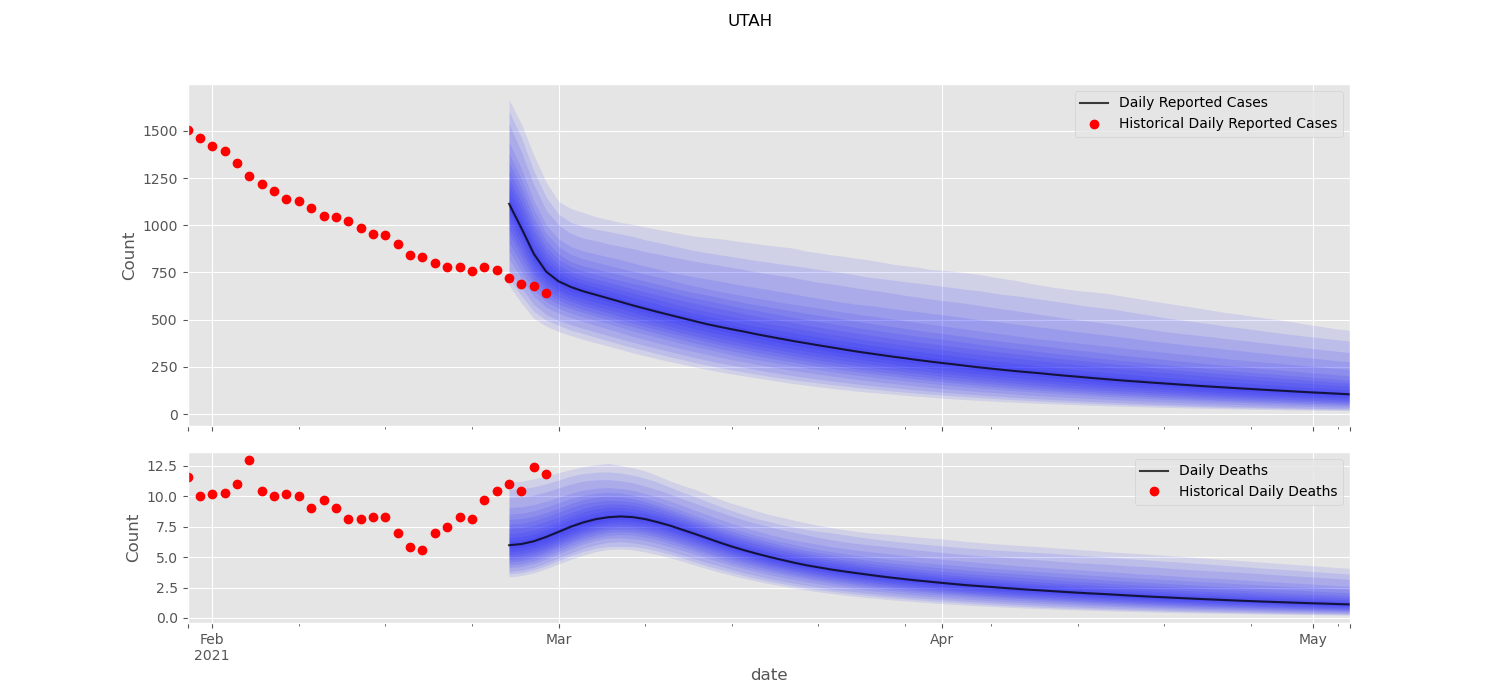 UTAH
Daily Reported Cases
Historical Daily Reported Cases
1500
1250
1000
750
500
250
0
Count
Daily Deaths
Historical Daily Deaths
12.5
10.0
7.5
5.0
2.5
0.0
Count
Feb
2021
Mar
Apr
May
date